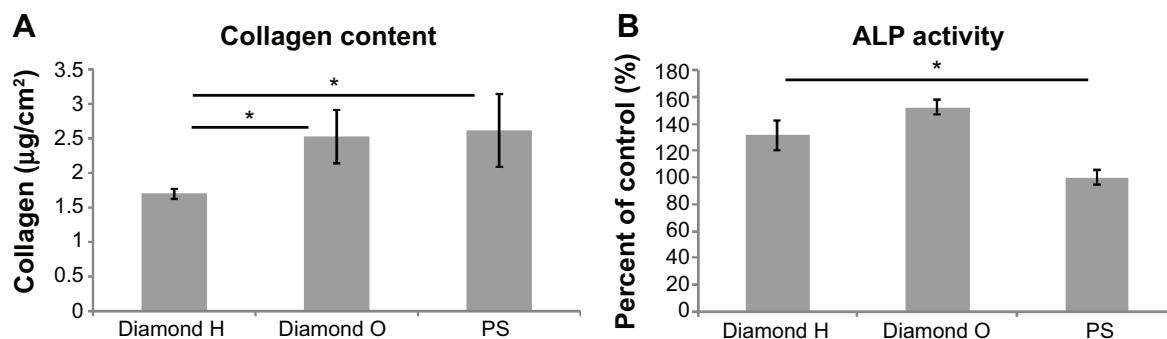 A
Collagen content
Collagen (μg/cm²)
3.5
3
2.5
2
1.5
1
0.5
0
*
*
Diamond H
Diamond O
PS
B
ALP activity
Percent of control (%)
180
160
140
120
100
80
60
40
20
0
*
Diamond H
Diamond O
PS